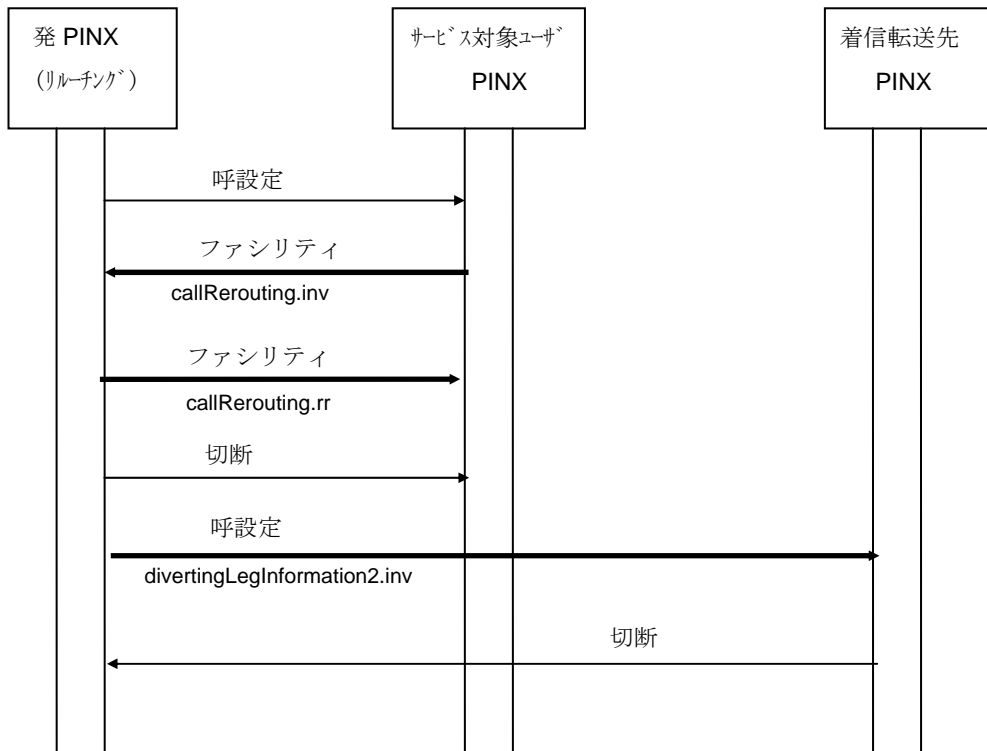 発 PINX
(ﾘﾙｰﾁﾝｸﾞ)
ｻｰﾋﾞｽ対象ﾕｰｻﾞ
PINX
着信転送先
PINX
呼設定
ファシリティ
callRerouting.inv
ファシリティ
callRerouting.rr
切断
呼設定
divertingLegInformation2.inv
切断